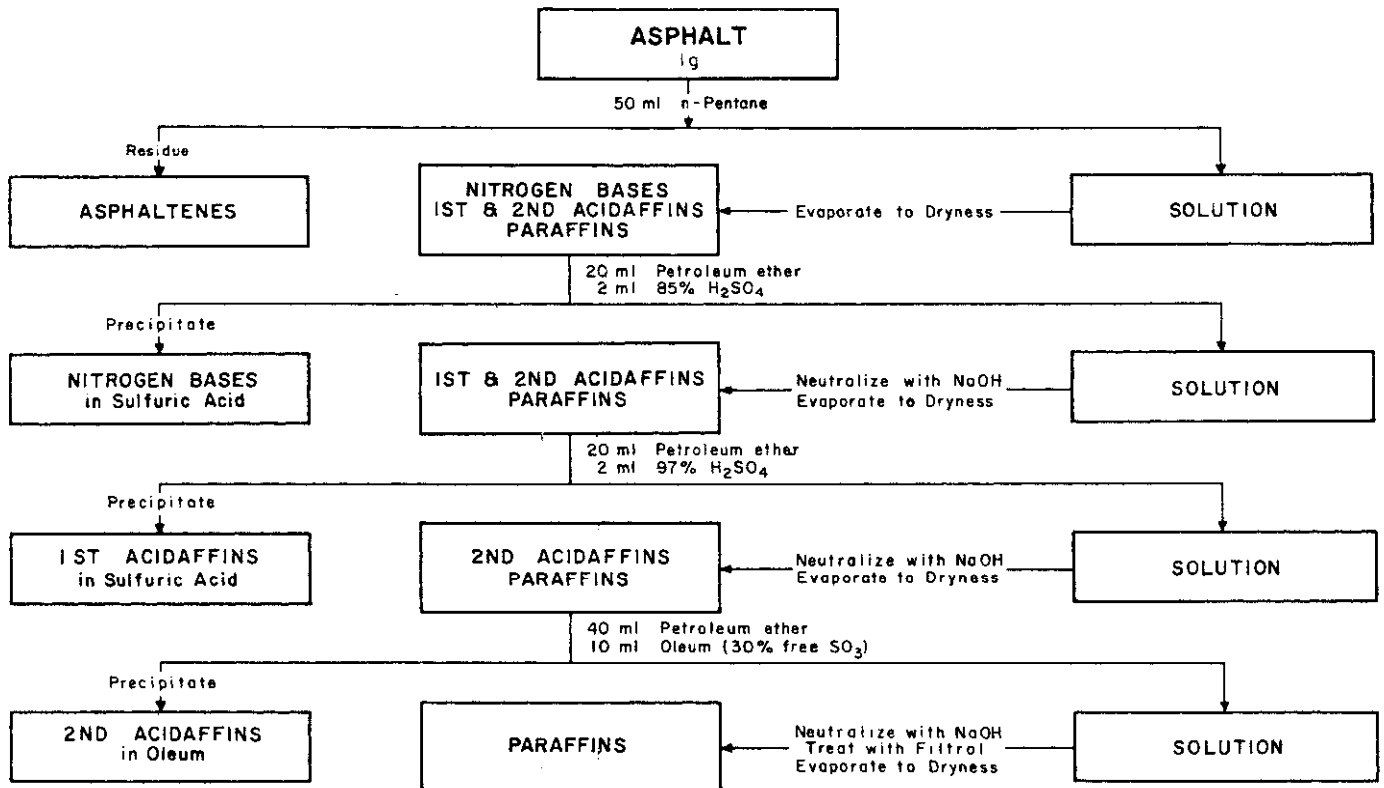 ASPHALT
1g
50 ml n-Pentane
Residue
ASPHALTENES
NITROGEN BASES
1ST & 2ND ACIDAFFINS
PARAFFINS
Evaporate to Dryness
SOLUTION
20 ml Petroleum ether
2 ml 85% H₂SO₄
Precipitate
NITROGEN BASES
in Sulfuric Acid
1ST & 2ND ACIDAFFINS
PARAFFINS
Neutralize with NaOH
Evaporate to Dryness
SOLUTION
20 ml Petroleum ether
2 ml 97% H₂SO₄
Precipitate
1ST ACIDAFFINS
in Sulfuric Acid
2ND ACIDAFFINS
PARAFFINS
Neutralize with NaOH
Evaporate to Dryness
SOLUTION
40 ml Petroleum ether
10 ml Oleum (30% free SO₃)
Precipitate
2ND ACIDAFFINS
in Oleum
PARAFFINS
Neutralize with NaOH
Treat with Filtrol
Evaporate to Dryness
SOLUTION